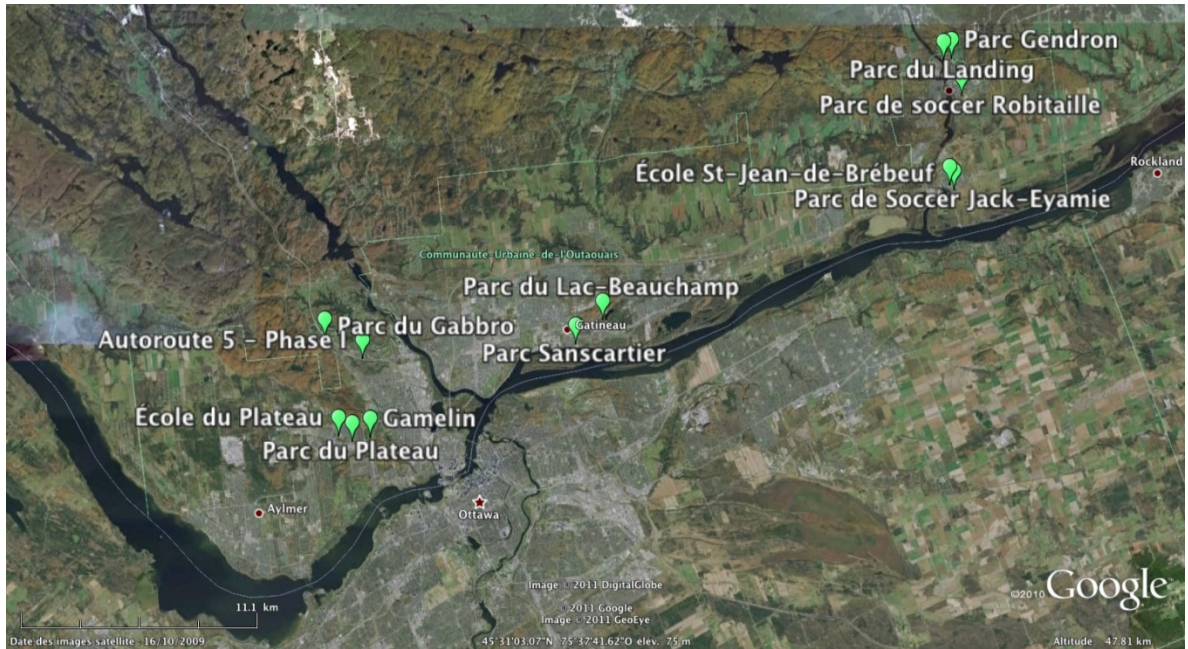 Parc Gendron
Parc du Landing
Parc de soccer Robitaille
Rockland
École St-Jean-de-Brébeuf
Parc de Soccer Jack-Eyamie
Communauté Urbaine de l'Outaouais
Parc du Lac-Beauchamp
Parc du Gabbro
Gatineau
Autoroute 5 - Phase I
Parc Sanscartier
École du Plateau
Gamelin
Parc du Plateau
Aylmer
Ottawa
Image © 2011 DigitalGlobe
©2010 Google
11.1 km
© 2011 Google
Image © 2011 GeoEye
Date des images satellite : 16/10/2009
45°31'03.07"N 75°37'41.62"O élév. 75 m
Altitude 47.81 km